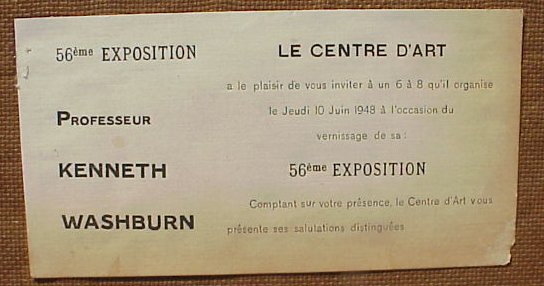 56ème EXPOSITION
PROFESSEUR
KENNETH
WASHBURN
LE CENTRE D'ART
a le plaisir de vous inviter à un 6 à 8 qu'il organise
le Jeudi 10 Juin 1948 à l'occasion du
vernissage de sa :
56ème EXPOSITION
Comptant sur votre présence, le Centre d'Art vous
présente ses salutations distinguées